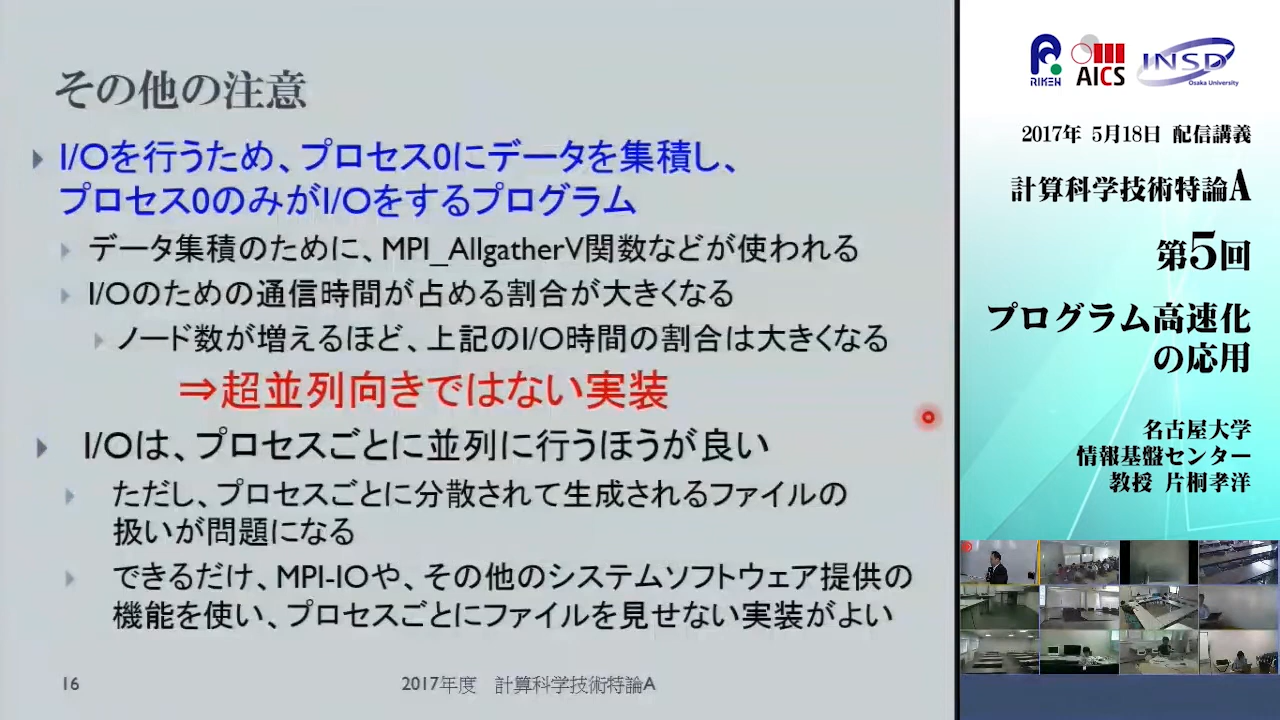 その他の注意
I/Oを行うため、プロセス0にデータを集積し、
プロセス0のみがI/Oをするプログラム
データ集積のために、MPI_AllgatherV関数などが使われる
I/Oのための通信時間が占める割合が大きくなる
ノード数が増えるほど、上記のI/O時間の割合は大きくなる
⇒超並列向きではない実装
I/Oは、プロセスごとに並列に行うほうが良い
ただし、プロセスごとに分散されて生成されるファイルの
扱いが問題になる
できるだけ、MPI-IOや、その他のシステムソフトウェア提供の
機能を使い、プロセスごとにファイルを見せない実装がよい
16
2017年度 計算科学技術特論A
RIKEN
AICS
INSD
Osaka University
2017年 5月18日 配信講義
計算科学技術特論A
第5回
プログラム高速化
の応用
名古屋大学
情報基盤センター
教授 片桐孝洋